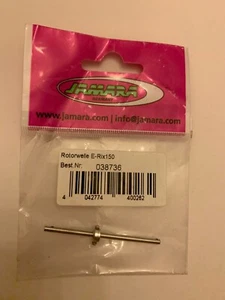 JAMARA
www.jamara.com
info@jamara.com
Rotorwelle E-Rix150
Best.Nr: 038736
4 042774 400262